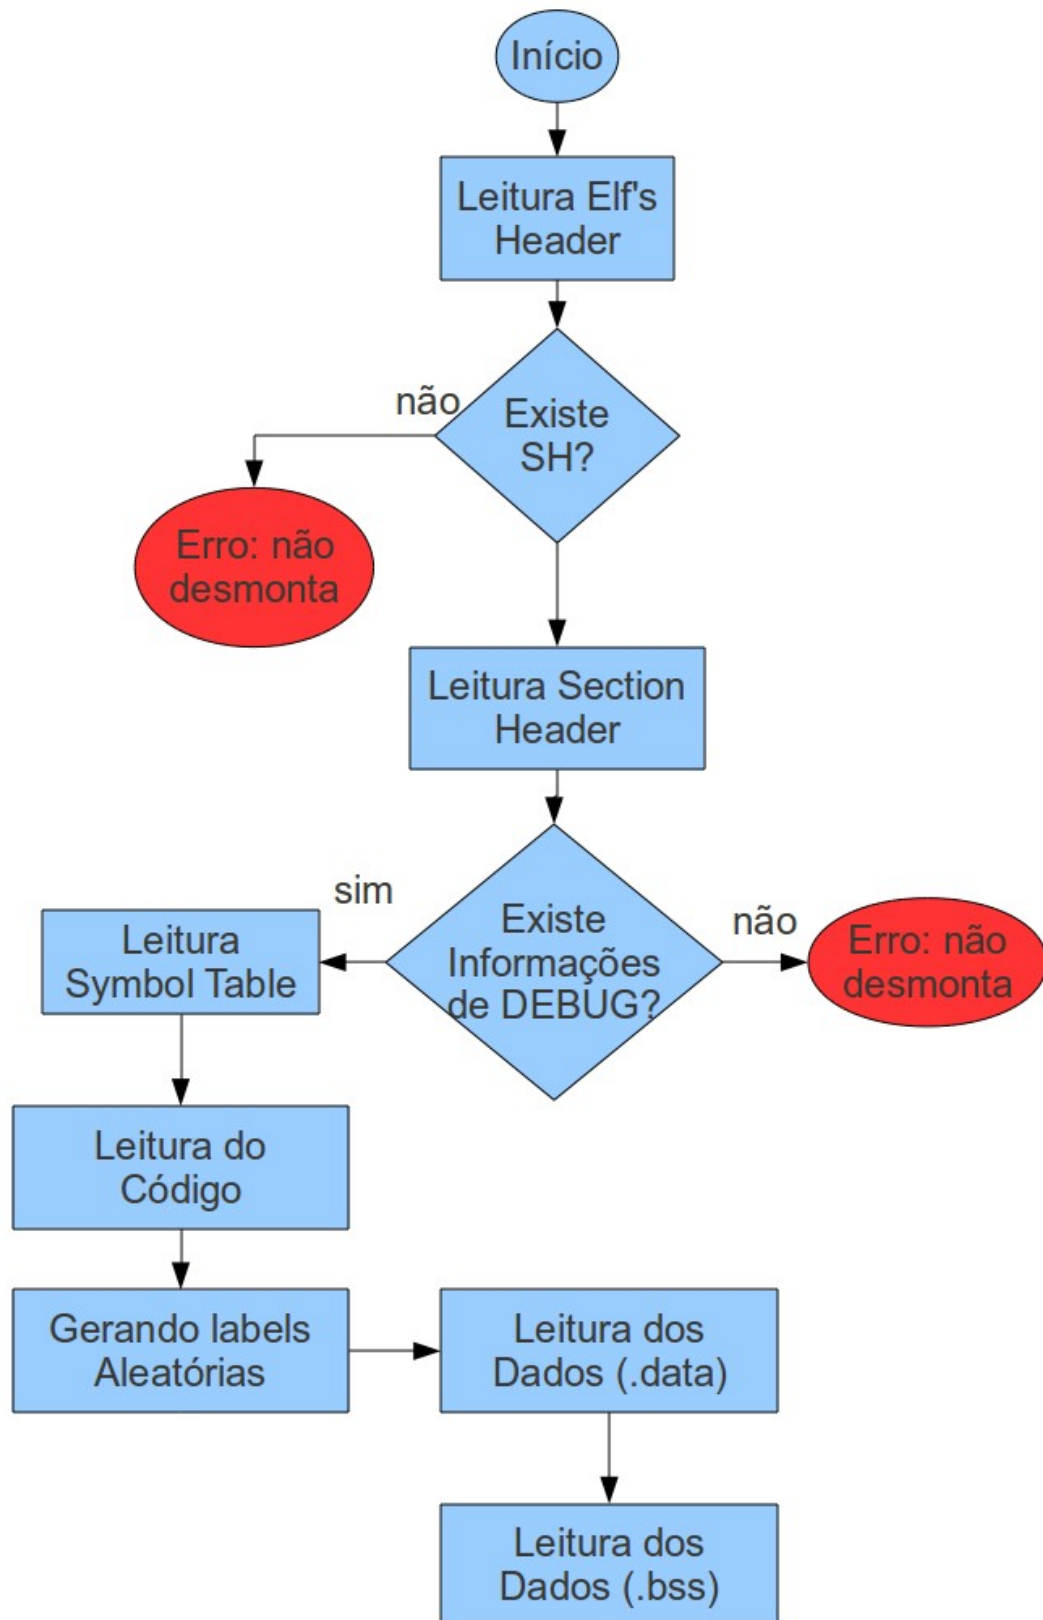 Início
Leitura Elf's
Header
não
Existe
SH?
Erro: não
desmonta
Leitura Section
Header
sim
Existe
Informações
de DEBUG?
não
Erro: não
desmonta
Leitura
Symbol Table
Leitura do
Código
Gerando labels
Aleatórias
Leitura dos
Dados (.data)
Leitura dos
Dados (.bss)